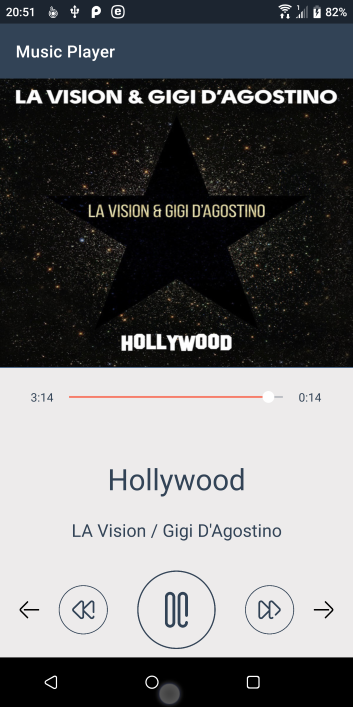 20:51 82%
Music Player
LA VISION & GIGI D'AGOSTINO
LA VISION & GIGI D'AGOSTINO
HOLLYWOOD
3:14 0:14
Hollywood
LA Vision / Gigi D'Agostino